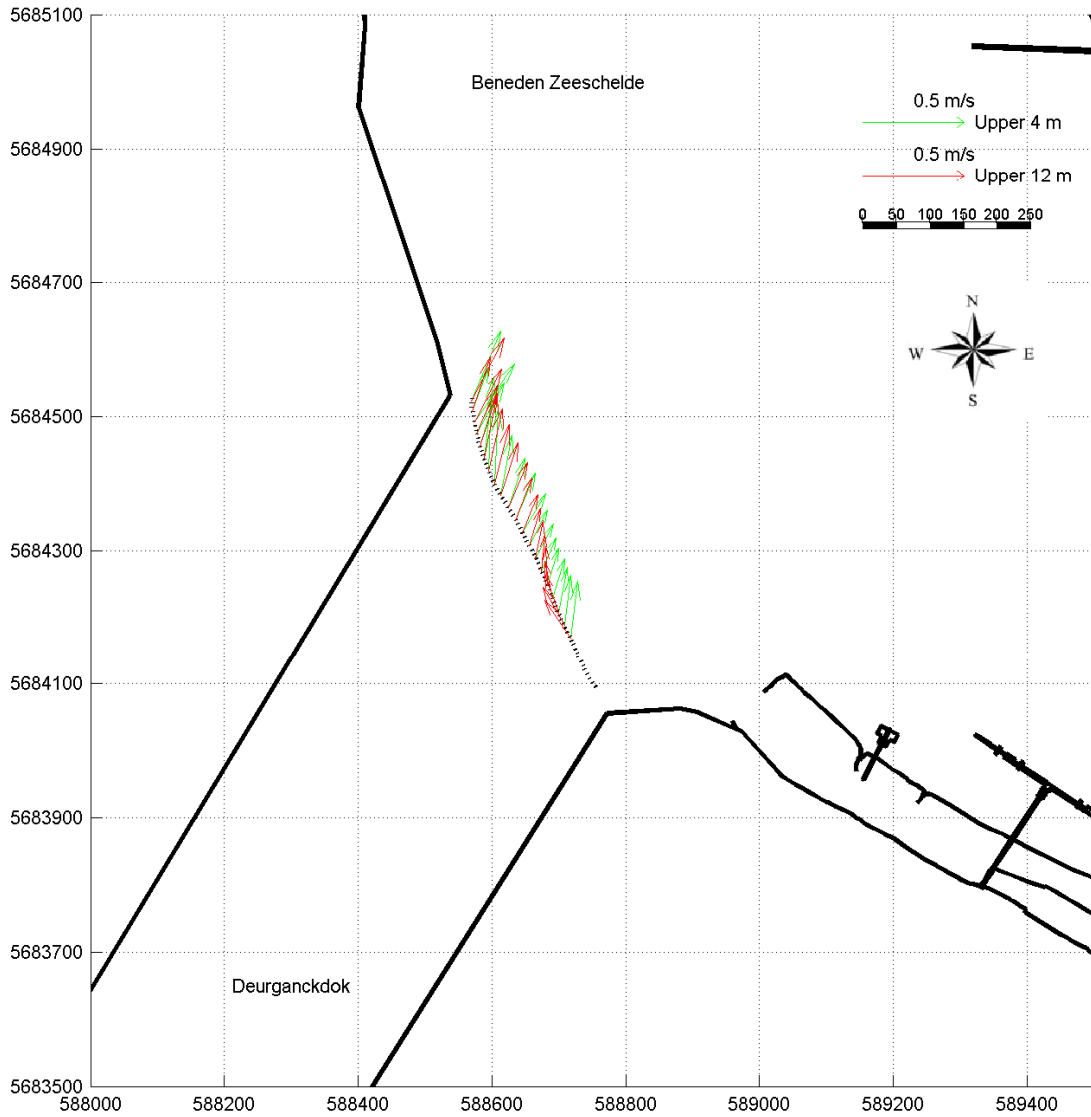 5685100
Beneden Zeeschelde
0.5 m/s
Upper 4 m
5684900
0.5 m/s
Upper 12 m
0 50 100 150 200 250
5684700
N
W E
S
5684500
5684300
5684100
5683900
5683700
Deurganckdok
5683500
588000 588200 588400 588600 588800 589000 589200 589400